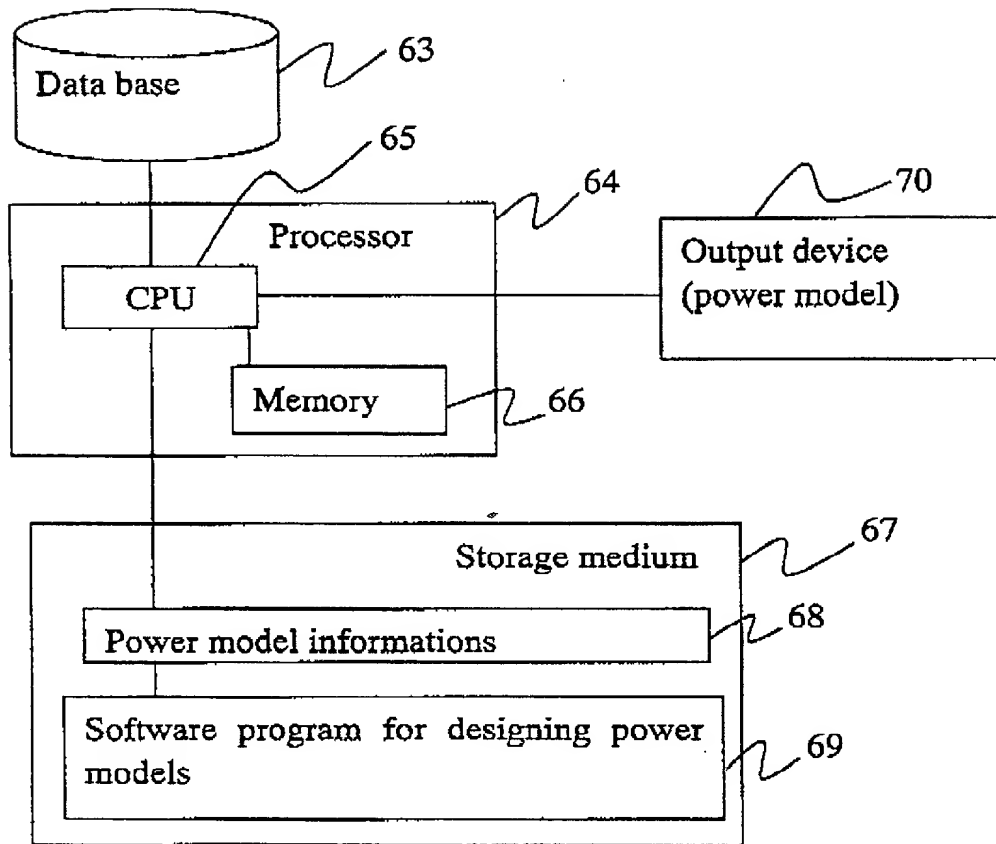 63
Data base
65
64
70
Processor
Output device
(power model)
CPU
Memory
66
67
Storage medium
68
Power model informations
Software program for designing power
models
69